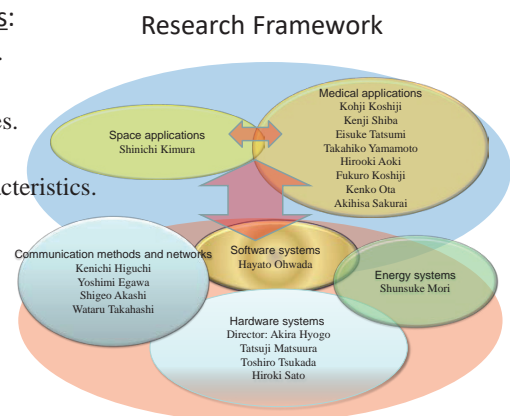 s:
Research Framework
.
es.
acteristics.
Medical applications
Kohji Koshiji
Kenji Shiba
Eisuke Tatsumi
Takahiko Yamamoto
Hirooki Aoki
Fukuro Koshiji
Kenko Ota
Akihisa Sakurai
Space applications
Shinichi Kimura
Communication methods and networks
Kenichi Higuchi
Yoshimi Egawa
Shigeo Akashi
Wataru Takahashi
Software systems
Hayato Ohwada
Energy systems
Shunsuke Mori
Hardware systems
Director: Akira Hyogo
Tatsuji Matsuura
Toshiro Tsukada
Hiroki Sato